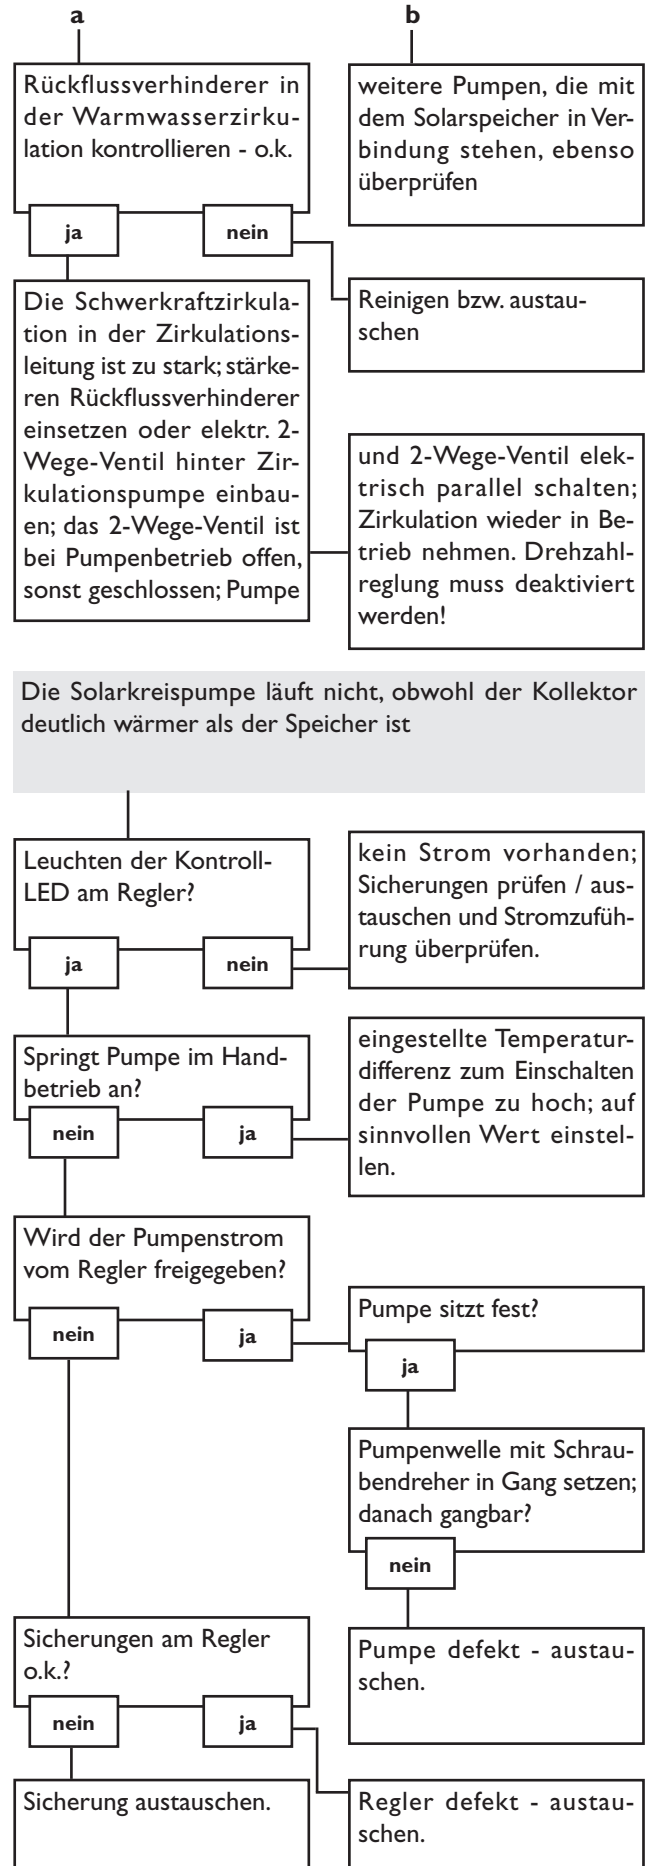 a
b
Rückflussverhinderer in
der Warmwasserzirku-
lation kontrollieren - o.k.
weitere Pumpen, die mit
dem Solarspeicher in Ver-
bindung stehen, ebenso
überprüfen
ja
nein
Reinigen bzw. austau-
schen
Die Schwerkraftzirkula-
tion in der Zirkulations-
leitung ist zu stark; stärke-
ren Rückflussverhinderer
einsetzen oder elektr. 2-
Wege-Ventil hinter Zir-
kulationspumpe einbau-
en; das 2-Wege-Ventil ist
bei Pumpenbetrieb offen,
sonst geschlossen; Pumpe
und 2-Wege-Ventil elek-
trisch parallel schalten;
Zirkulation wieder in Be-
trieb nehmen. Drehzahl-
reglung muss deaktiviert
werden!
Die Solarkreispumpe läuft nicht, obwohl der Kollektor
deutlich wärmer als der Speicher ist
Leuchten der Kontroll-
LED am Regler?
ja
nein
kein Strom vorhanden;
Sicherungen prüfen / aus-
tauschen und Stromzufüh-
rung überprüfen.
Springt Pumpe im Hand-
betrieb an?
nein
ja
eingestellte Temperatur-
differenz zum Einschalten
der Pumpe zu hoch; auf
sinnvollen Wert einstel-
len.
Wird der Pumpenstrom
vom Regler freigegeben?
nein
ja
Pumpe sitzt fest?
ja
Pumpenwelle mit Schrau-
bendreher in Gang setzen;
danach gangbar?
nein
Pumpe defekt - austau-
schen.
Sicherungen am Regler
o.k.?
nein
ja
Sicherung austauschen.
Regler defekt - austau-
schen.